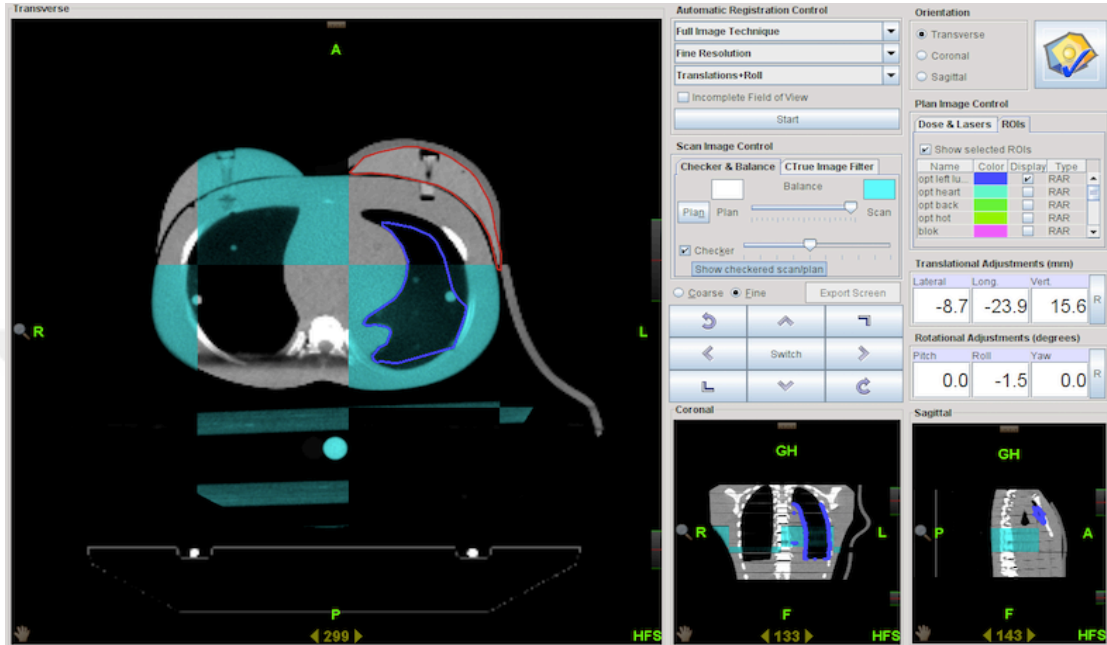 Transverse
A
R
L
P
299
HFS
Automatic Registration Control
Full Image Technique
Fine Resolution
Translations+Roll
Incomplete Field of View
Start
Scan Image Control
Checker & Balance
CTrue Image Filter
Balance
Plan
Plan
Scan
Checker
Show checkered scan/plan
Coarse
Fine
Export Screen
Switch
Orientation
Transverse
Coronal
Sagittal
Plan Image Control
Dose & Lasers
ROIs
Show selected ROIs
Name Color Display Type
opt left lu... RAR
opt heart RAR
opt back RAR
opt hot RAR
blok RAR
Translational Adjustments (mm)
Lateral Long. Vert.
-8.7 -23.9 15.6 R
Rotational Adjustments (degrees)
Pitch Roll Yaw
0.0 -1.5 0.0 R
Coronal
GH
R
L
F
133
HFS
Sagittal
GH
P
A
F
143
HFS